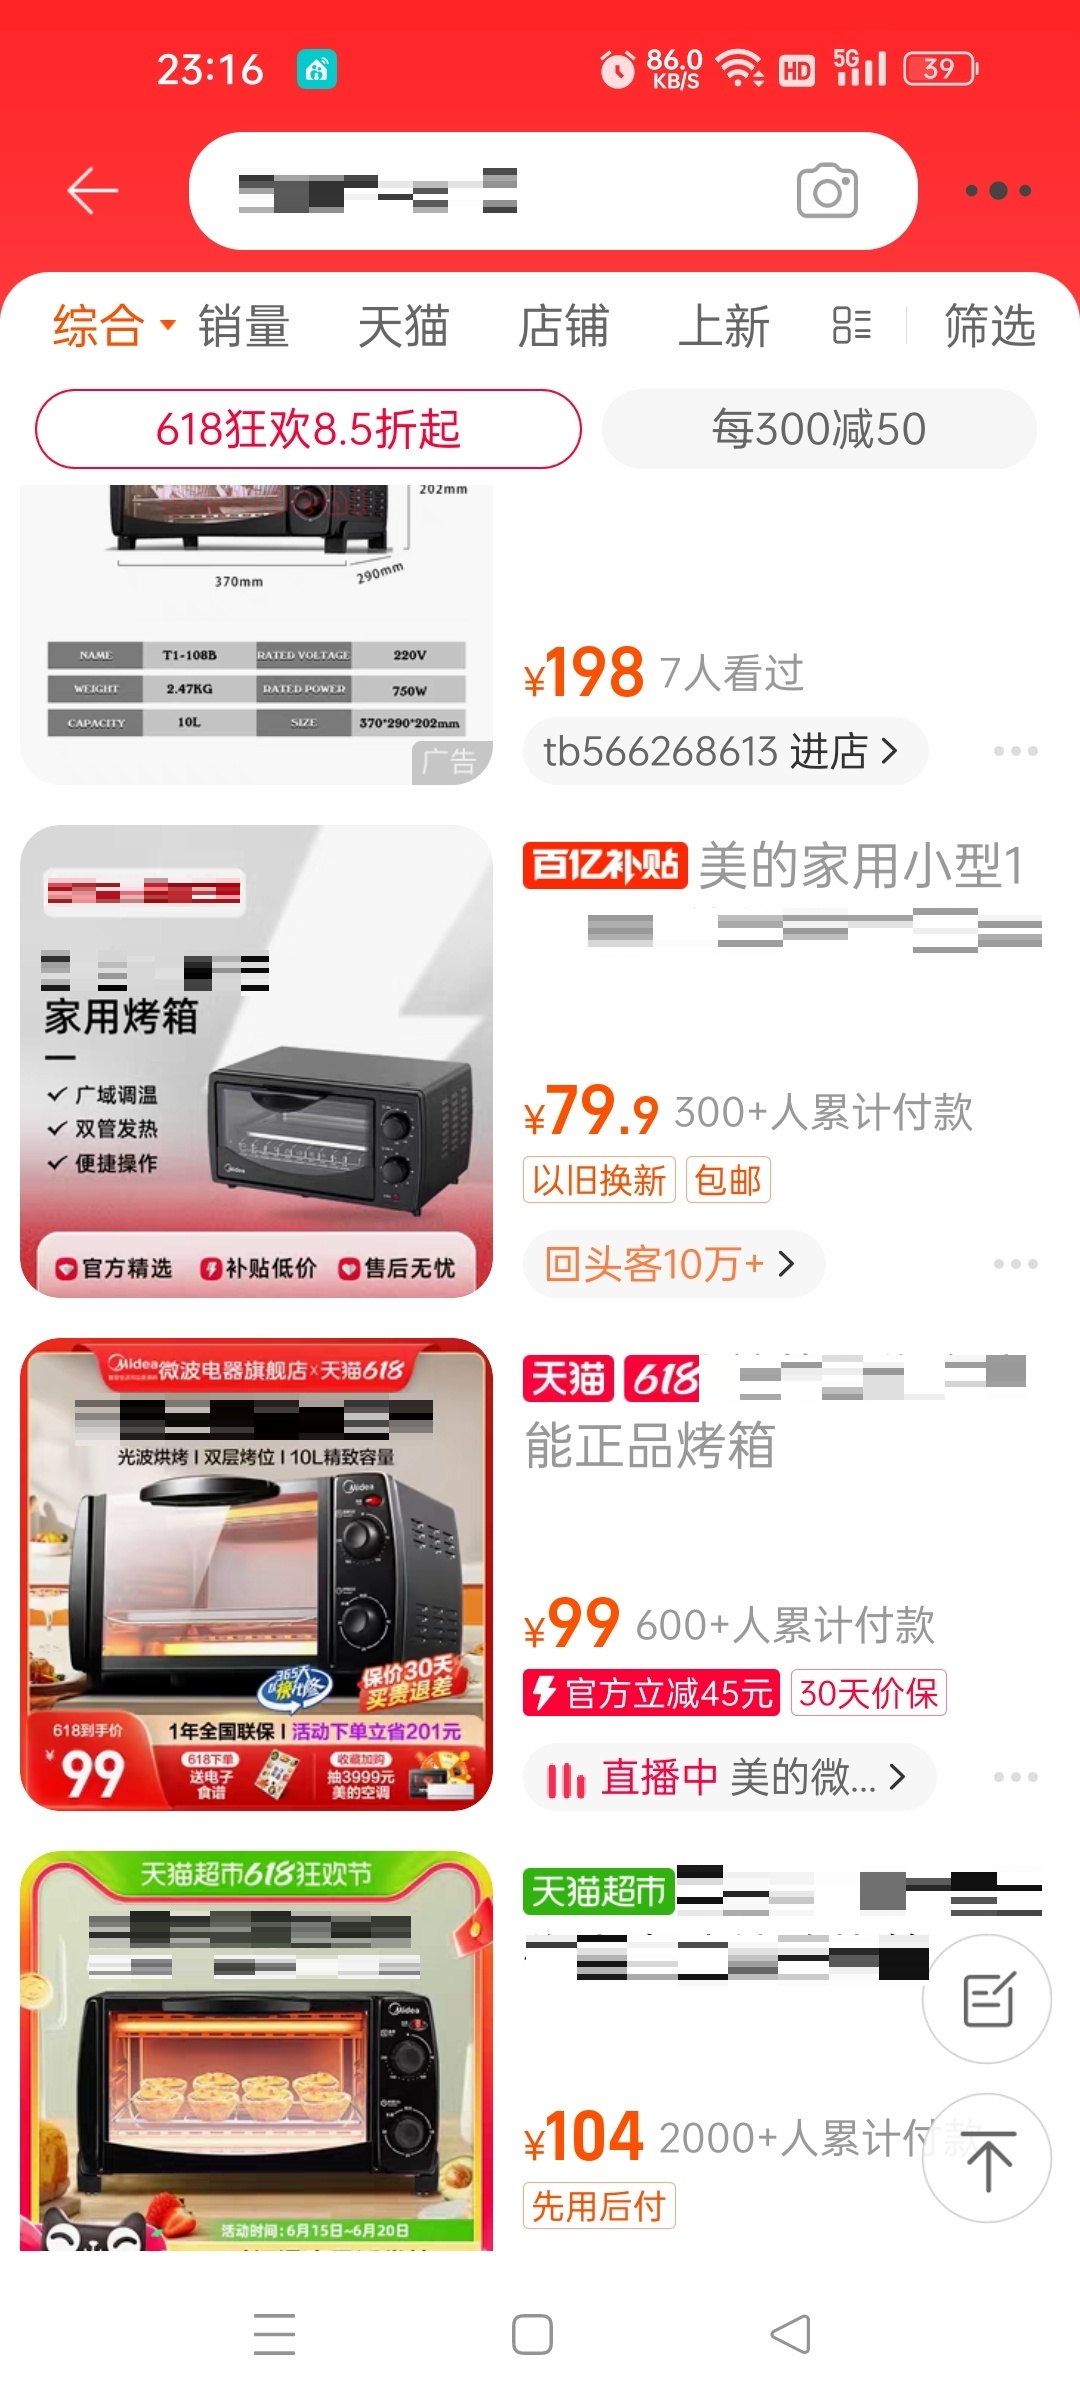 23:16
86.0
KB/S
HD
5G
39
综合
销量
天猫
店铺
上新
筛选
618狂欢8.5折起
每300减50
202mm
370mm
290mm
NAME
T1-108B
RATED VOLTAGE
220V
WEIGHT
2.47KG
RATED POWER
750W
CAPACITY
10L
SIZE
370*290*202mm
广告
¥198
7人看过
tb566268613 进店
家用烤箱
广域调温
双管发热
便捷操作
Midea
官方精选
补贴低价
售后无忧
百亿补贴
美的家用小型1
¥79.9
300+人累计付款
以旧换新
包邮
回头客10万+
Midea微波电器旗舰店×天猫618
光波烘烤 | 双层烤位 | 10L精致容量
Midea
365天
保价30天
买贵退差
618到手价
¥99
1年全国联保 | 活动下单立省201元
618下单
送电子
食谱
收藏加购
抽3999元
美的空调
天猫
618
能正品烤箱
¥99
600+人累计付款
官方立减45元
30天价保
直播中 美的微...
天猫超市618狂欢节
Midea
活动时间:6月15日~6月20日
天猫超市
¥104
2000+人累计付款
先用后付